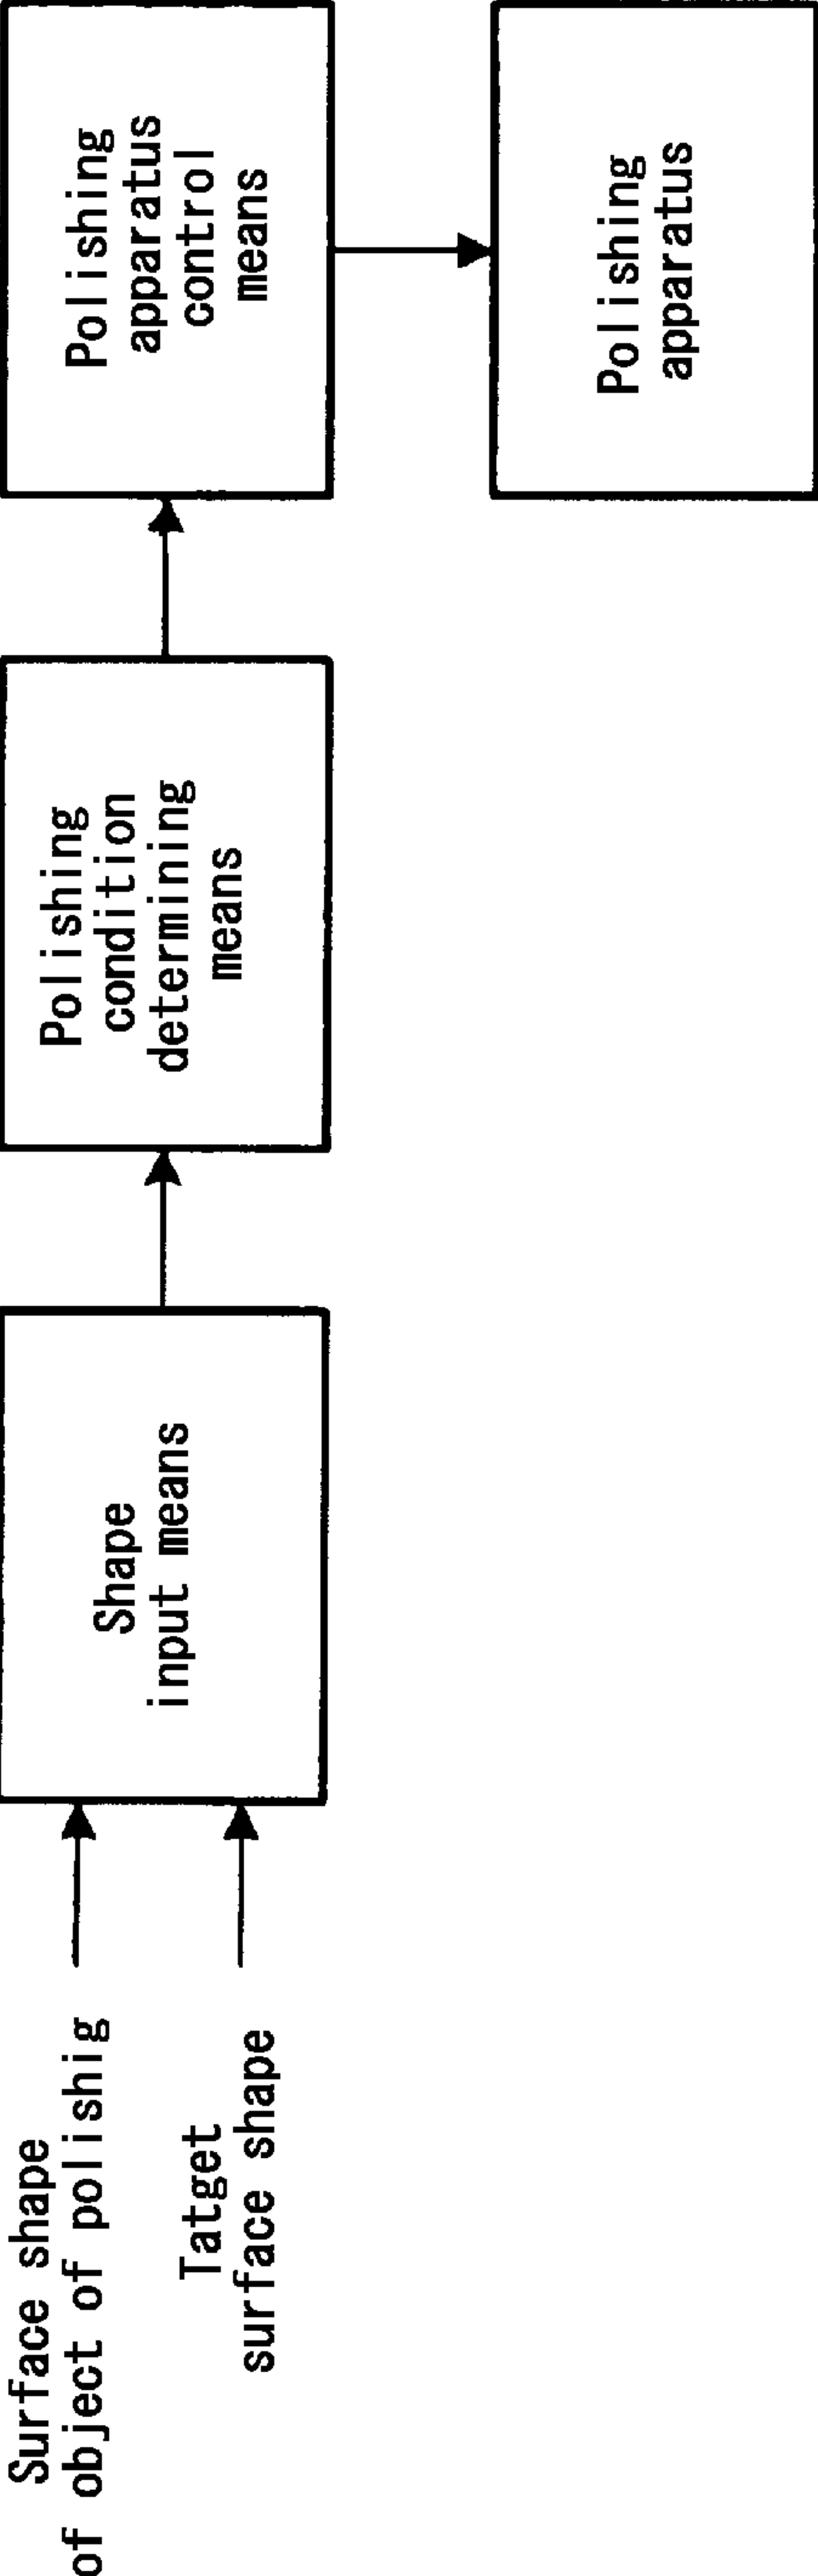 Surface shape
of object of polishig
Tatget
surface shape
Shape
input means
Polishing
condition
determining
means
Polishing
apparatus
control
means
Polishing
apparatus